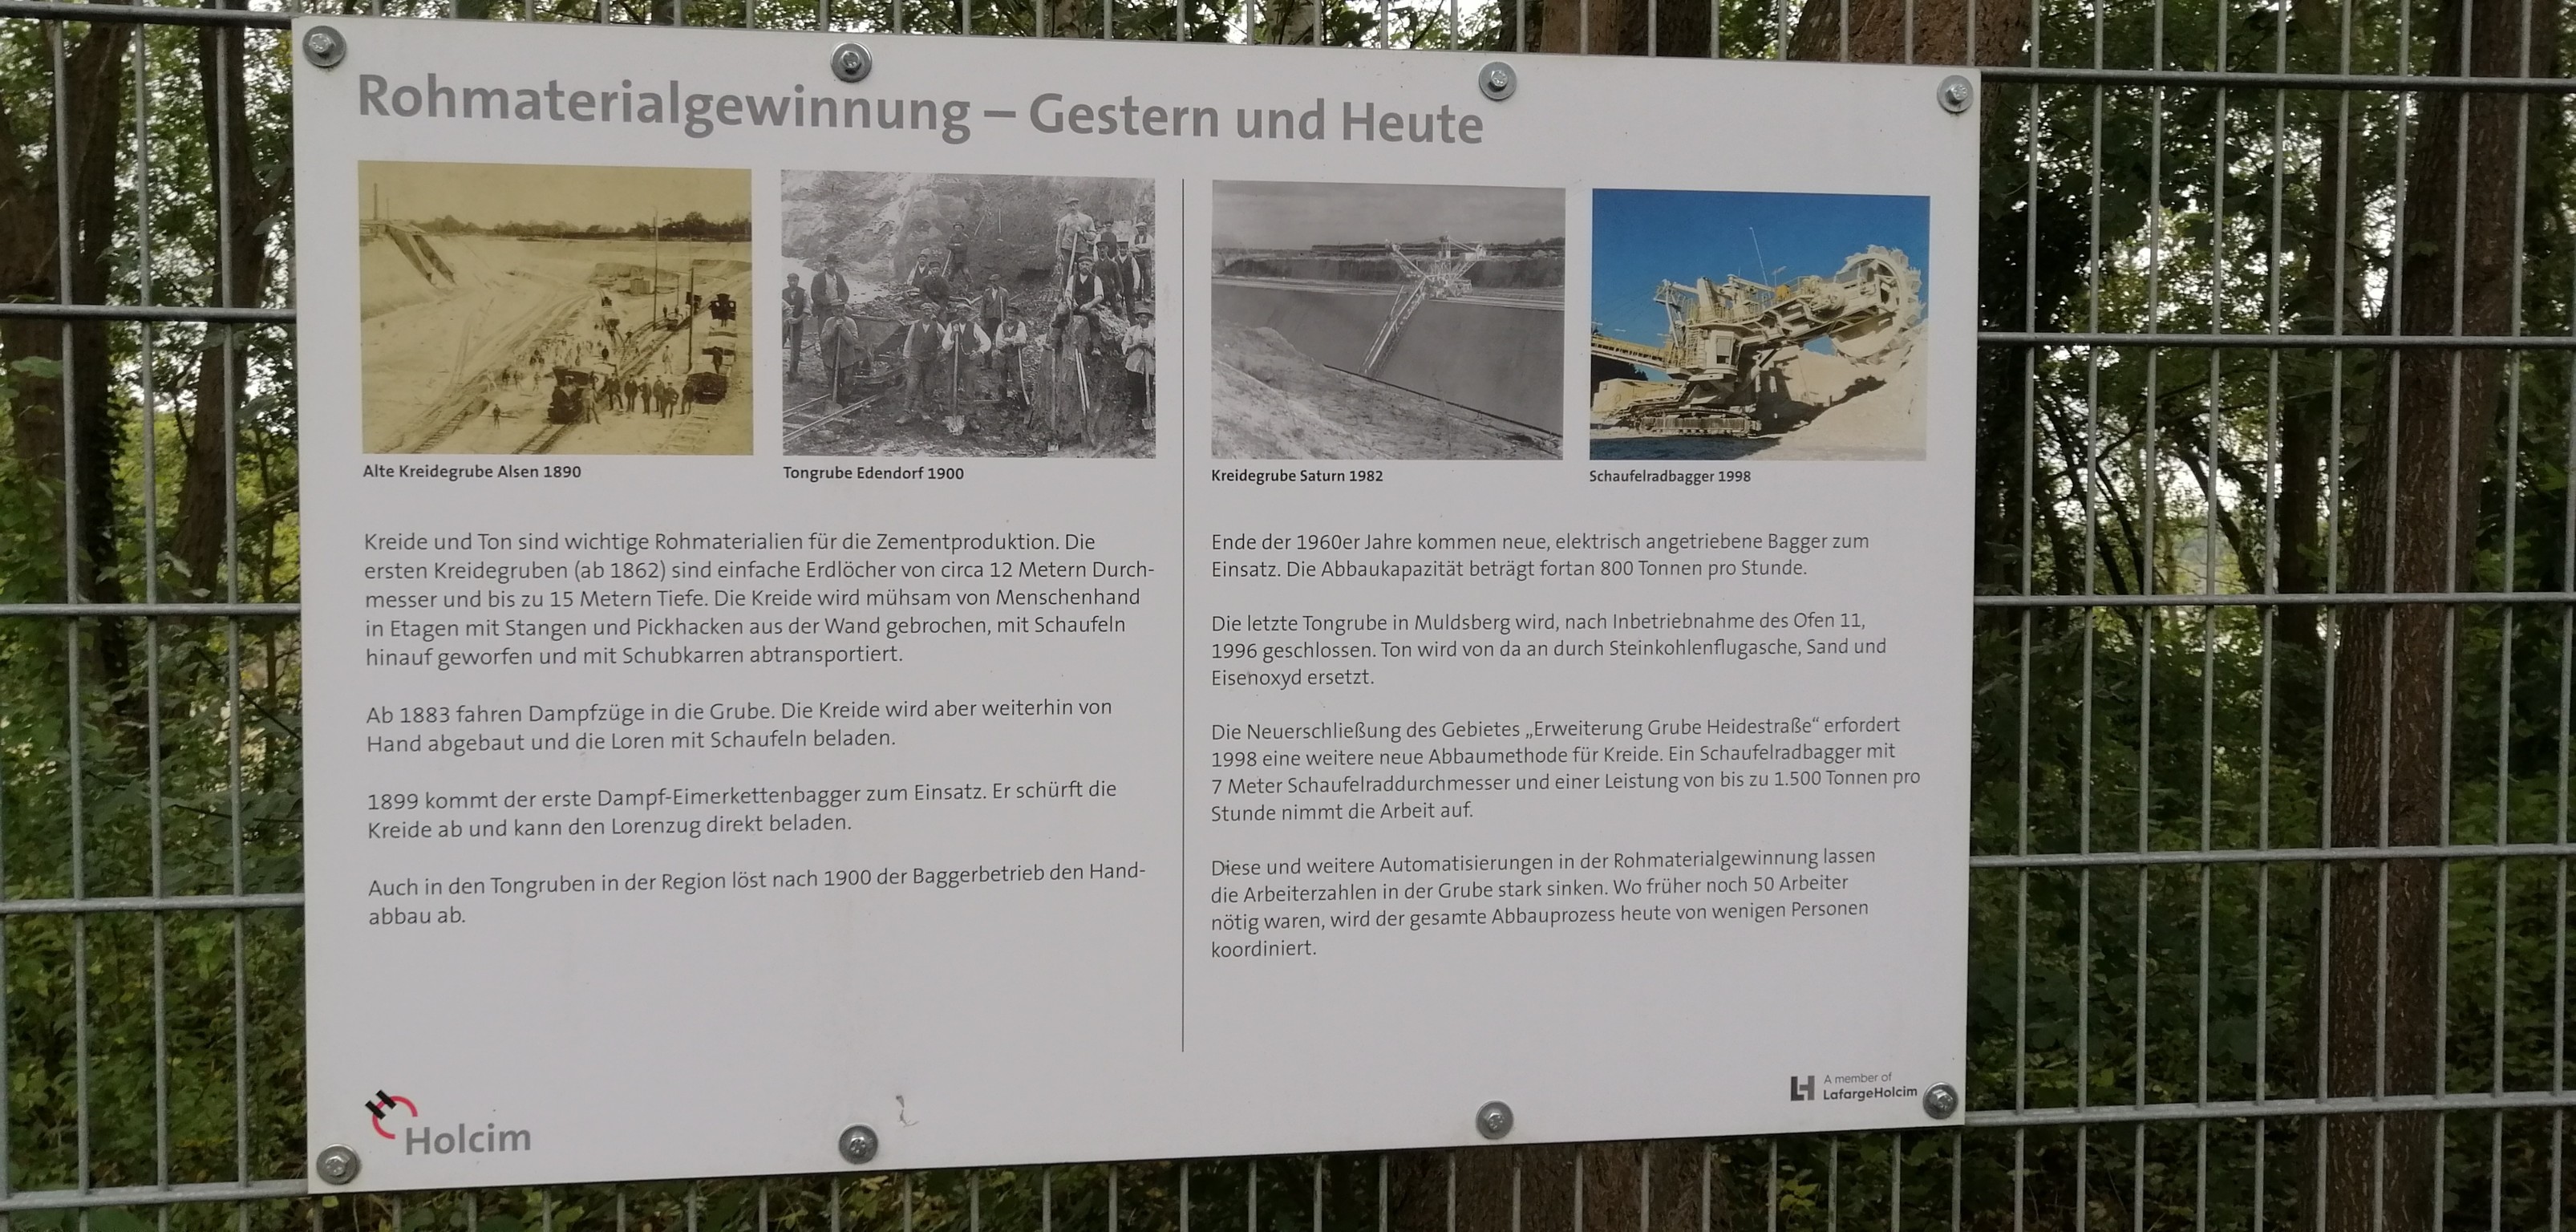 Rohmaterialgewinnung – Gestern und Heute
Alte Kreidegrube Alsen 1890
Tongrube Edendorf 1900
Kreide und Ton sind wichtige Rohmaterialien für die Zementproduktion. Die
ersten Kreidegruben (ab 1862) sind einfache Erdlöcher von circa 12 Metern Durch-
messer und bis zu 15 Metern Tiefe. Die Kreide wird mühsam von Menschenhand
in Etagen mit Stangen und Pickhacken aus der Wand gebrochen, mit Schaufeln
hinauf geworfen und mit Schubkarren abtransportiert.
Ab 1883 fahren Dampfzüge in die Grube. Die Kreide wird aber weiterhin von
Hand abgebaut und die Loren mit Schaufeln beladen.
1899 kommt der erste Dampf-Eimerkettenbagger zum Einsatz. Er schürft die
Kreide ab und kann den Lorenzug direkt beladen.
Auch in den Tongruben in der Region löst nach 1900 der Baggerbetrieb den Hand-
abbau ab.
Kreidegrube Saturn 1982
Schaufelradbagger 1998
Ende der 1960er Jahre kommen neue, elektrisch angetriebene Bagger zum
Einsatz. Die Abbaukapazität beträgt fortan 800 Tonnen pro Stunde.
Die letzte Tongrube in Muldsberg wird, nach Inbetriebnahme des Ofen 11,
1996 geschlossen. Ton wird von da an durch Steinkohlenflugasche, Sand und
Eisenoxyd ersetzt.
Die Neuerschließung des Gebietes „Erweiterung Grube Heidestraße“ erfordert
1998 eine weitere neue Abbaumethode für Kreide. Ein Schaufelradbagger mit
7 Meter Schaufelraddurchmesser und einer Leistung von bis zu 1.500 Tonnen pro
Stunde nimmt die Arbeit auf.
Diese und weitere Automatisierungen in der Rohmaterialgewinnung lassen
die Arbeiterzahlen in der Grube stark sinken. Wo früher noch 50 Arbeiter
nötig waren, wird der gesamte Abbauprozess heute von wenigen Personen
koordiniert.
Holcim
A member of
LafargeHolcim